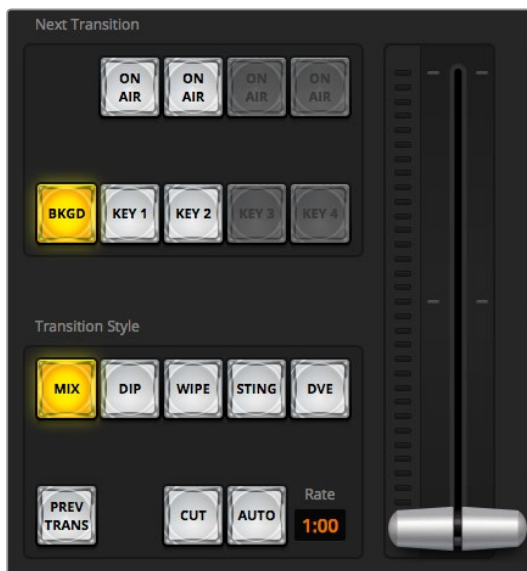 Next Transition
ON AIR ON AIR ON AIR ON AIR
BKGD KEY 1 KEY 2 KEY 3 KEY 4
Transition Style
MIX DIP WIPE STING DVE
Rate
PREV TRANS CUT AUTO 1:00